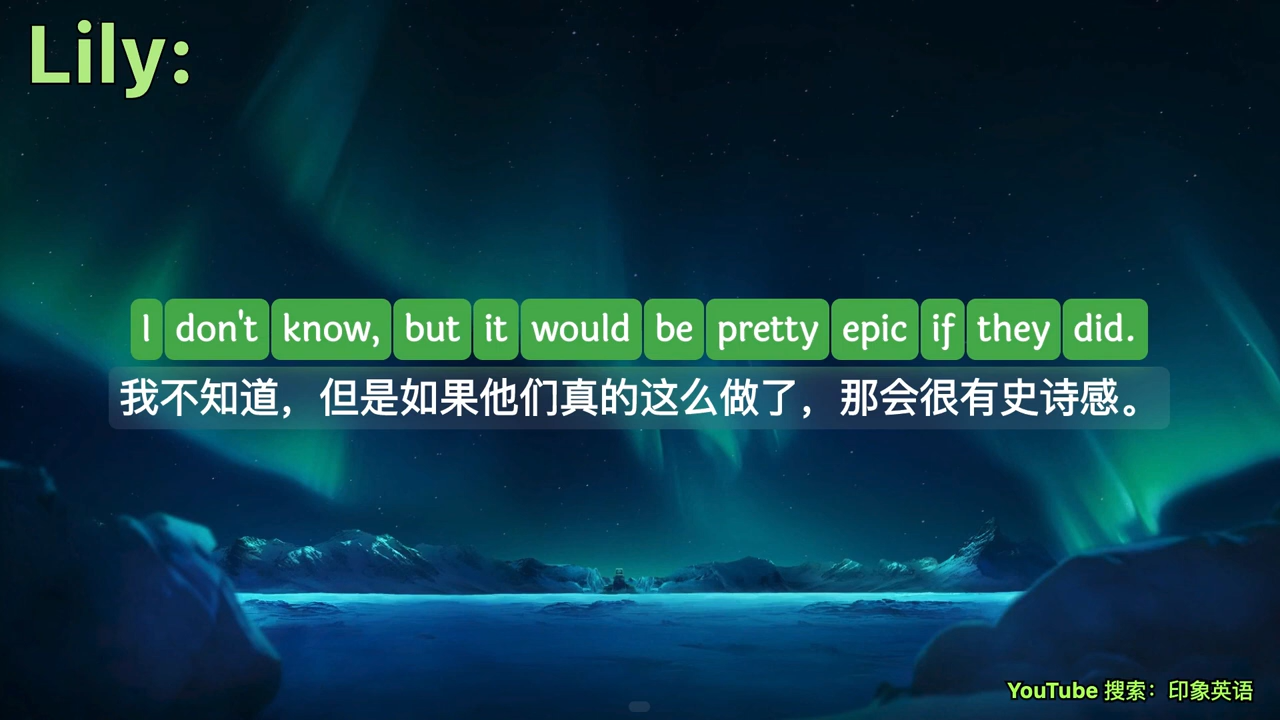 Lily:
I don't know, but it would be pretty epic if they did.
我不知道，但是如果他们真的这么做了，那会很有史诗感。
YouTube 搜索：印象英语